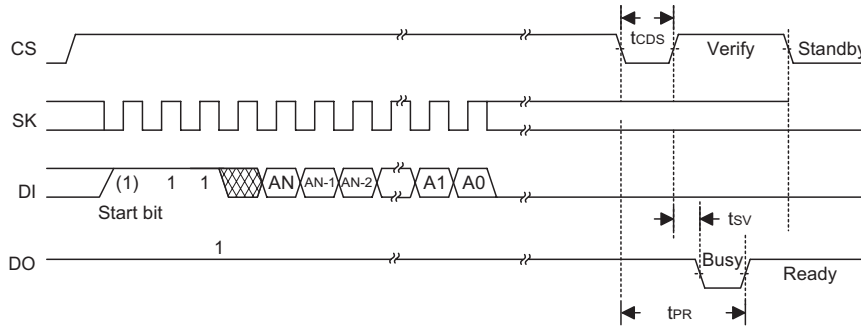 tCDS
CS Verify Standby
SK
DI (1) 1 1 AN AN-1 AN-2 A1 A0
Start bit
tSV
1
DO Busy Ready
tPR